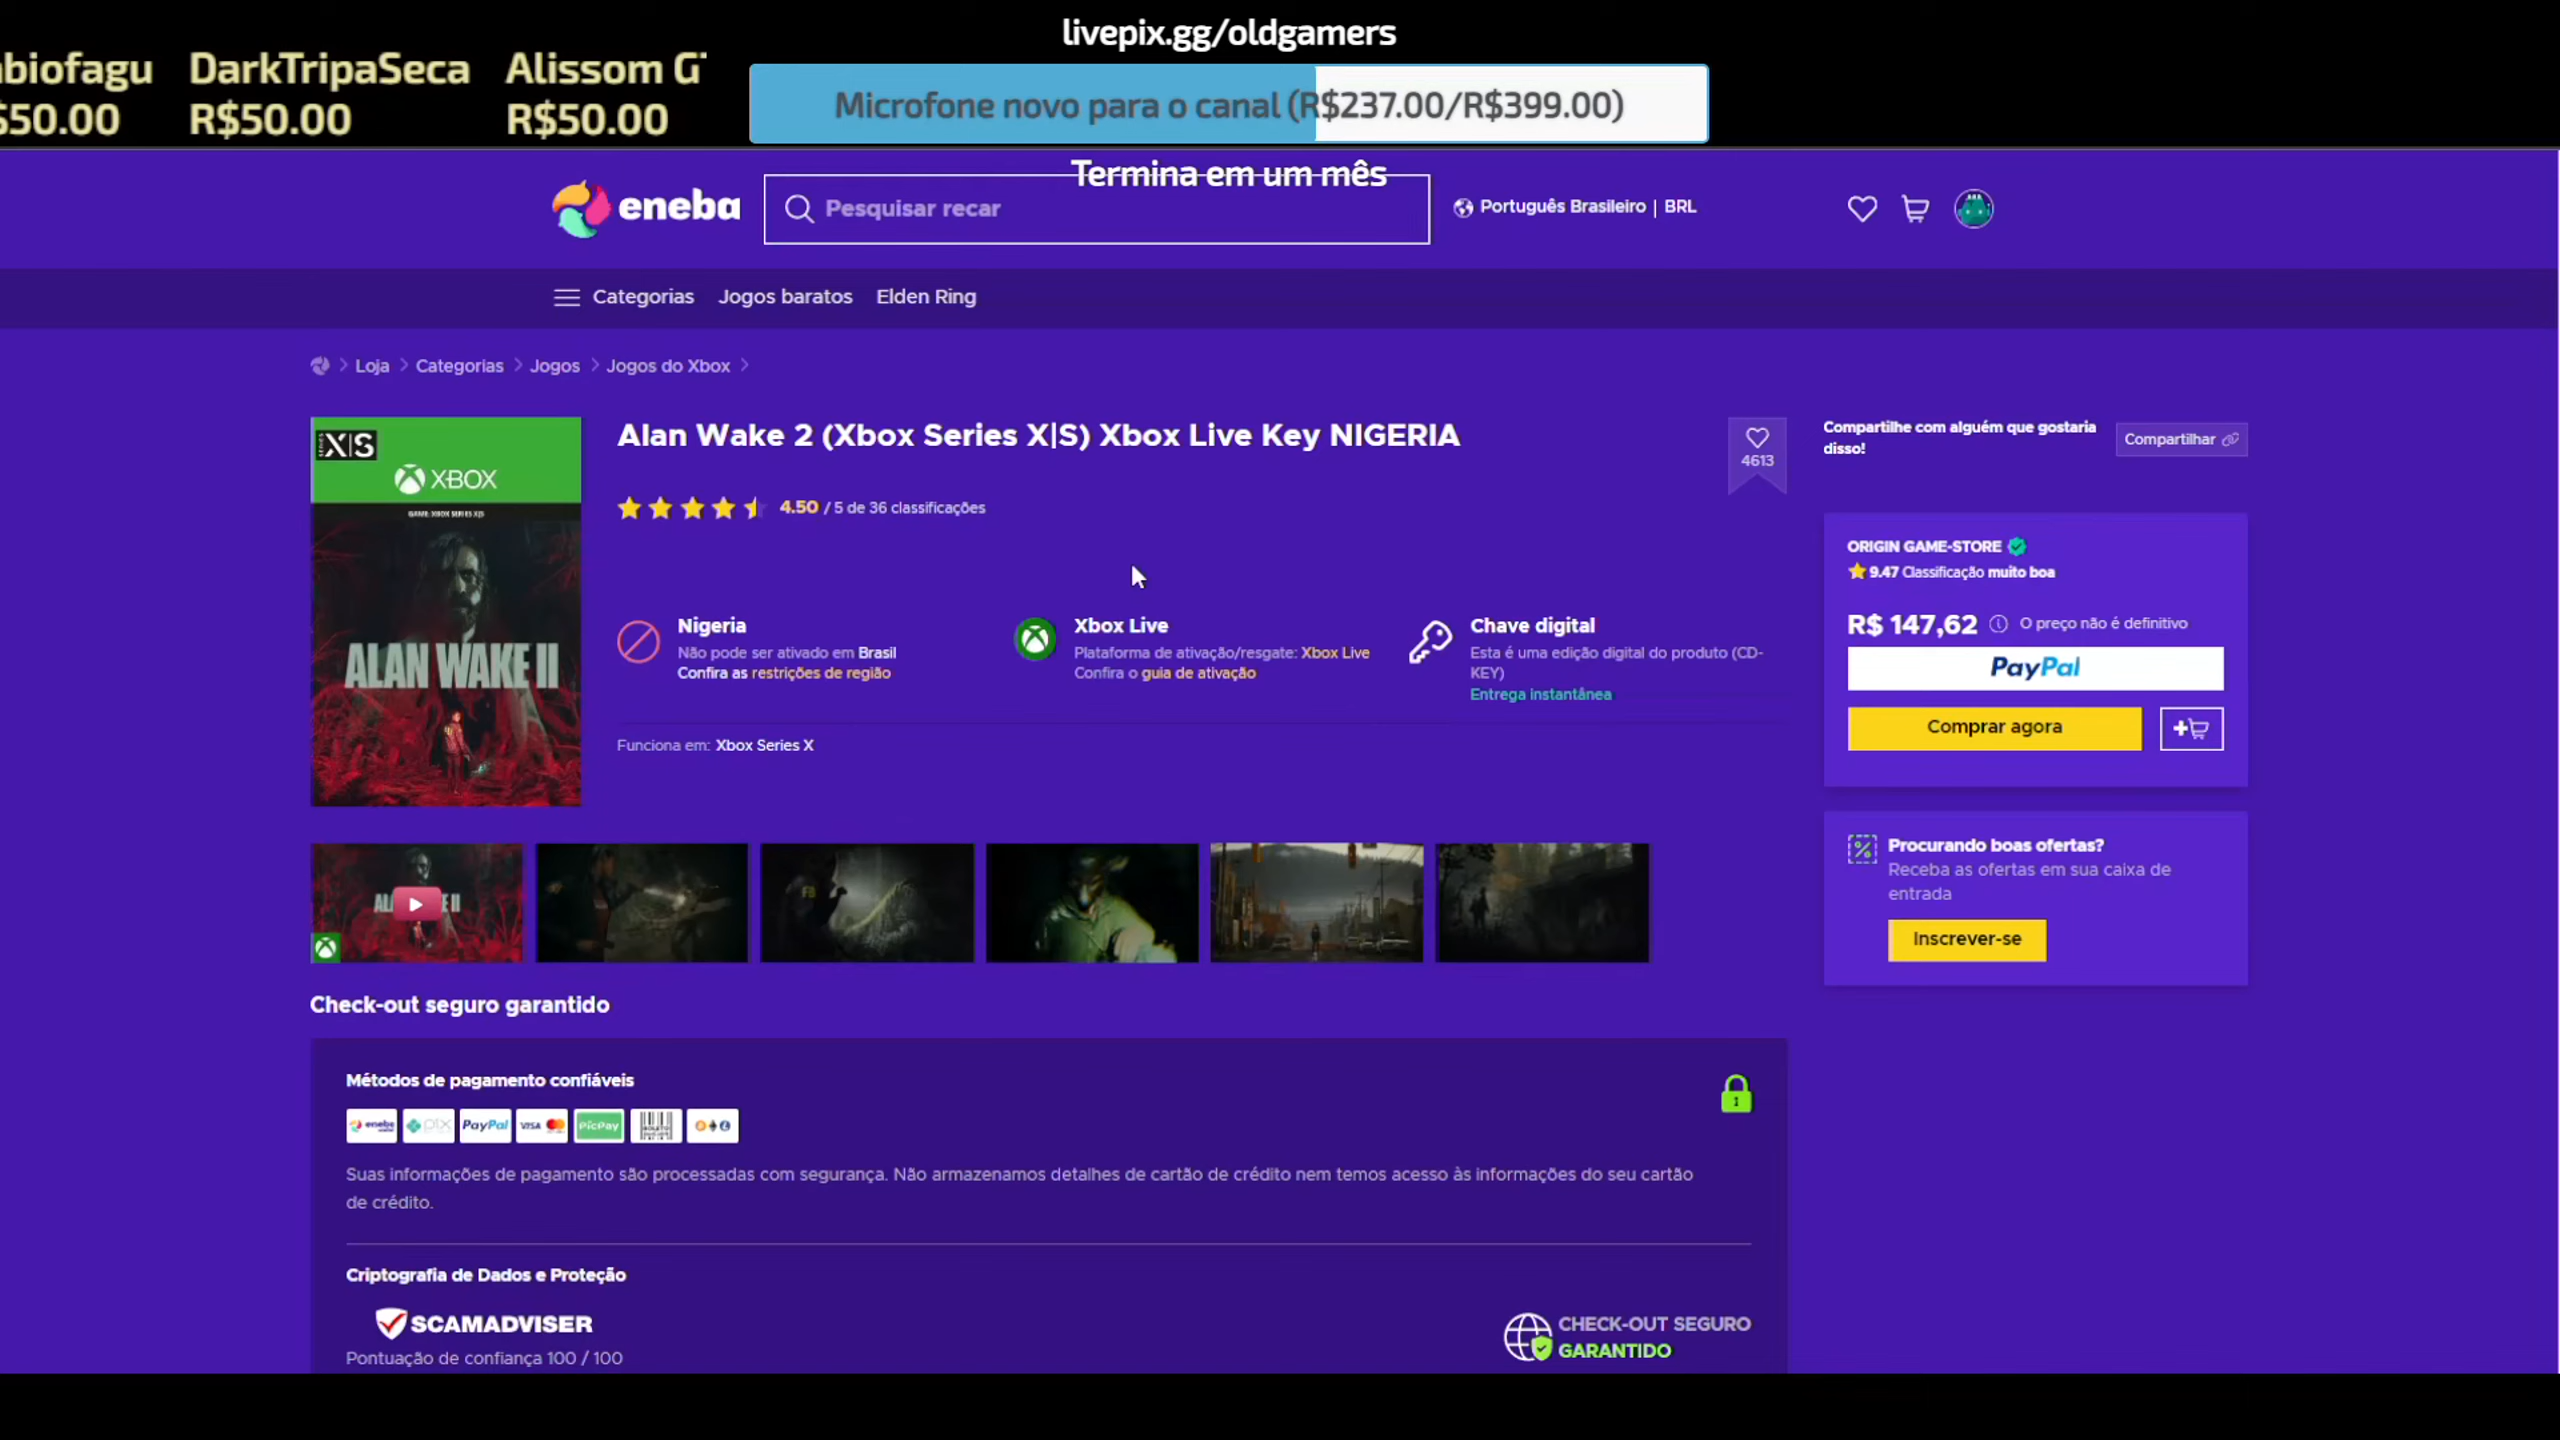 livepix.gg/oldgamers
abiofagu DarkTripaSeca Alissom G
$50.00 R$50.00 R$50.00
Microfone novo para o canal (R$237.00/R$399.00)
Termina em um mês
eneba
Pesquisar recar
Português Brasileiro | BRL
Categorias Jogos baratos Elden Ring
Loja > Categorias > Jogos > Jogos do Xbox >
SERIES X|S
XBOX
GAME: XBOX SERIES X|S
ALAN WAKE II
Alan Wake 2 (Xbox Series X|S) Xbox Live Key NIGERIA
4613
4.50 / 5 de 36 classificações
Nigeria
Não pode ser ativado em Brasil
Confira as restrições de região
Xbox Live
Plataforma de ativação/resgate: Xbox Live
Confira o guia de ativação
Chave digital
Esta é uma edição digital do produto (CD-
KEY)
Entrega instantânea
Funciona em: Xbox Series X
Compartilhe com alguém que gostaria
disso!
Compartilhar
ORIGIN GAME-STORE
9.47 Classificação muito boa
R$ 147,62 O preço não é definitivo
PayPal
Comprar agora
Procurando boas ofertas?
Receba as ofertas em sua caixa de
entrada
Inscrever-se
Check-out seguro garantido
Métodos de pagamento confiáveis
eneba pix PayPal VISA PicPay
Suas informações de pagamento são processadas com segurança. Não armazenamos detalhes de cartão de crédito nem temos acesso às informações do seu cartão
de crédito.
Criptografia de Dados e Proteção
SCAMADVISER
Pontuação de confiança 100 / 100
CHECK-OUT SEGURO
GARANTIDO